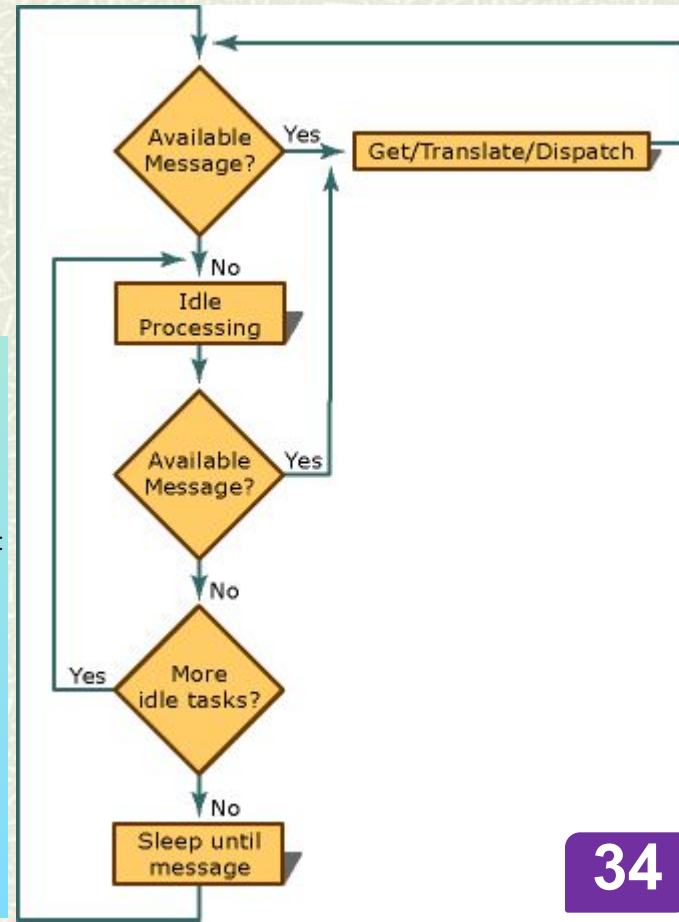 Available
Message?
Yes
Get/Translate/Dispatch
No
Idle
Processing
Available
Message?
Yes
No
Yes
More
idle tasks?
No
Sleep until
message
34